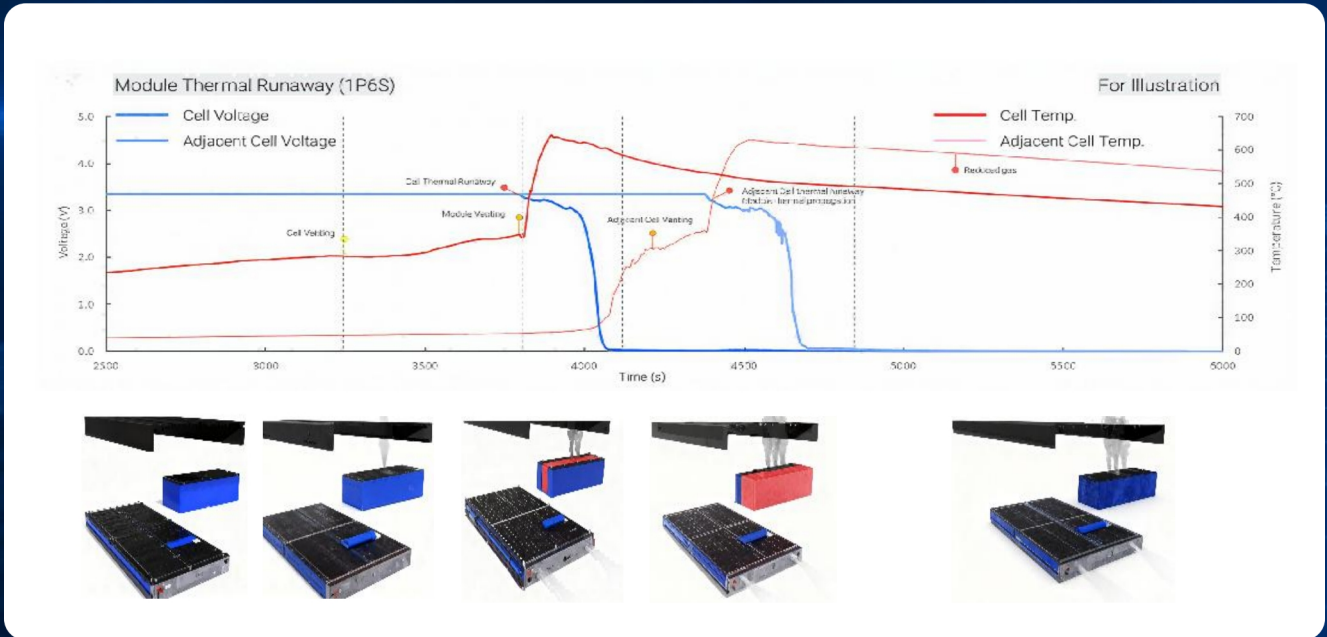 Module Thermal Runaway (1P6S)
For Illustration
Cell Voltage
Adjacent Cell Voltage
Cell Temp.
Adjacent Cell Temp.
5.0
4.0
3.0
2.0
1.0
0.0
Voltage (V)
700
600
500
400
300
200
100
0
Temperature (°C)
Cell Venting
Module Venting
Cell Thermal Runaway
Adjacent Cell Venting
Adjacent Cell thermal runaway
thermal propagation
Reduced gas
2500
3000
3500
4000
4500
5000
5500
6000
Time (s)